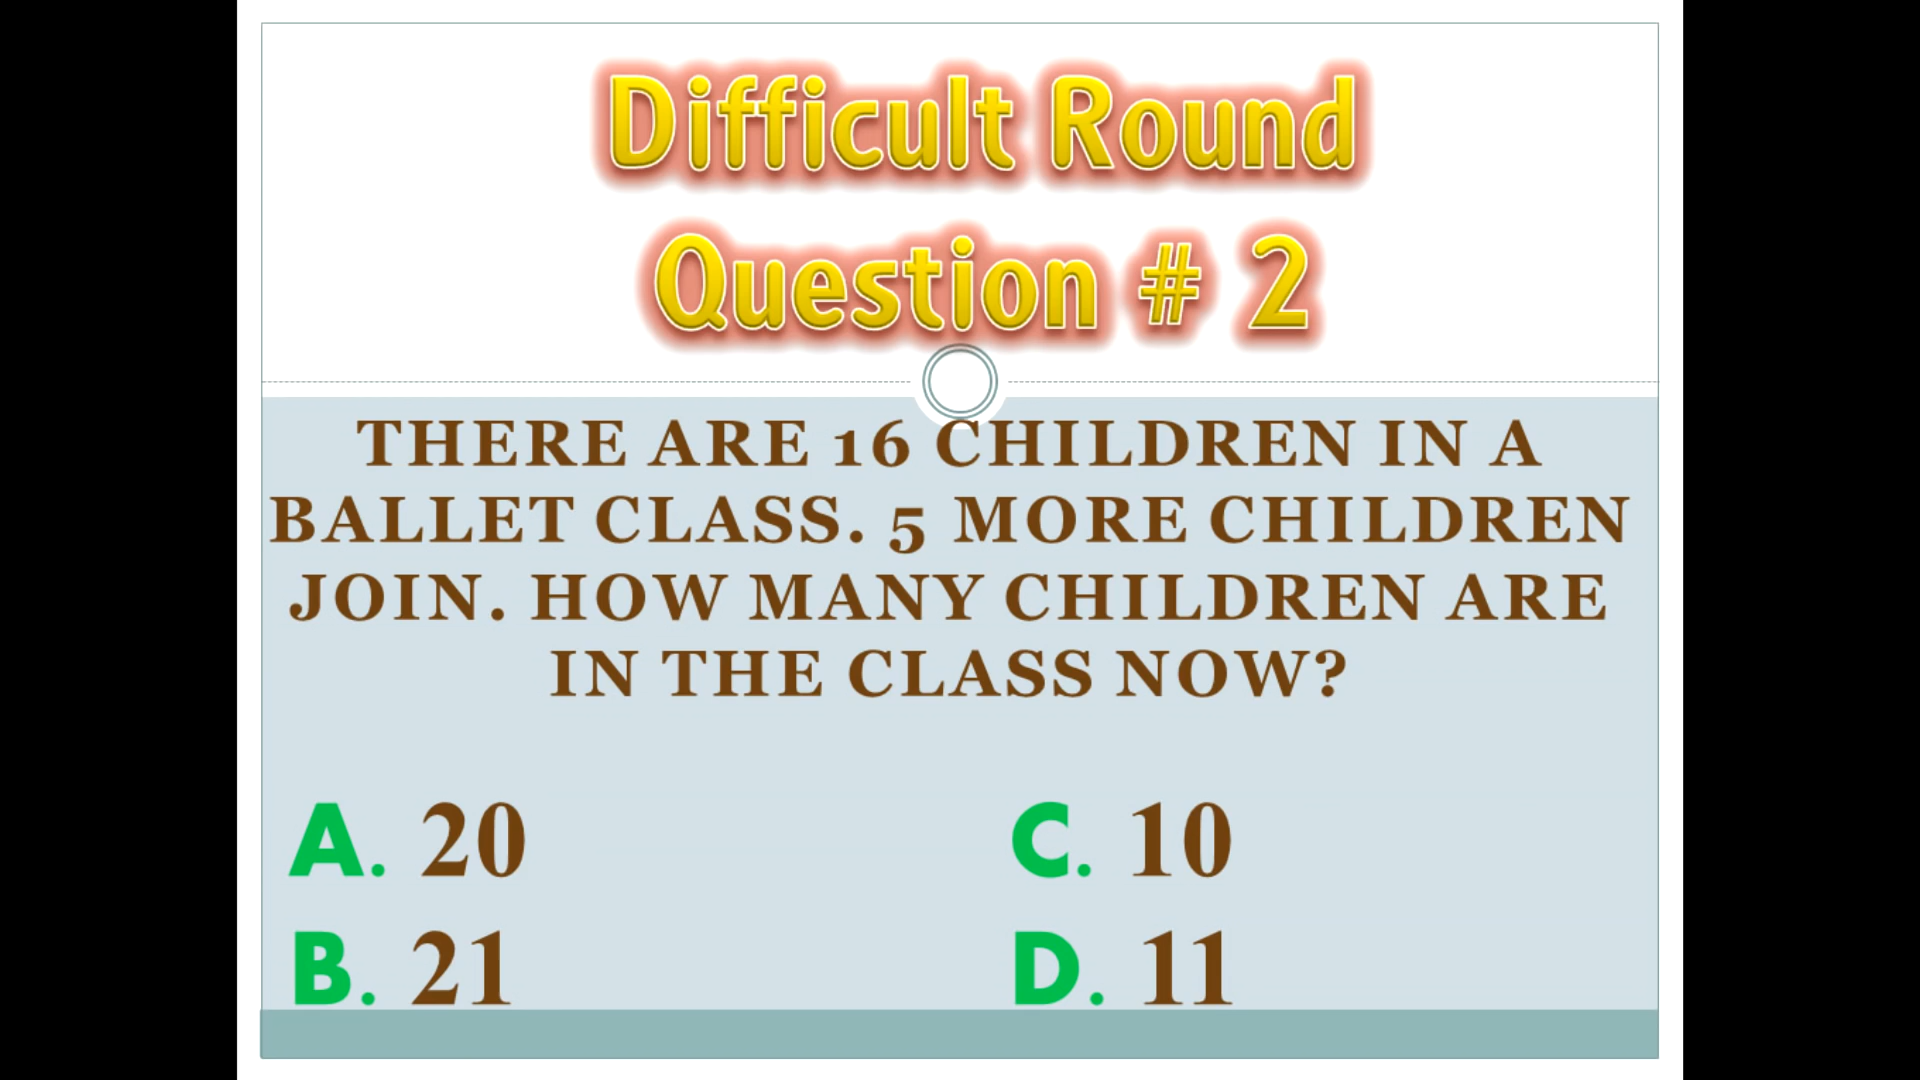 Difficult Round
Question # 2
THERE ARE 16 CHILDREN IN A
BALLET CLASS. 5 MORE CHILDREN
JOIN. HOW MANY CHILDREN ARE
IN THE CLASS NOW?
A. 20
C. 10
B. 21
D. 11